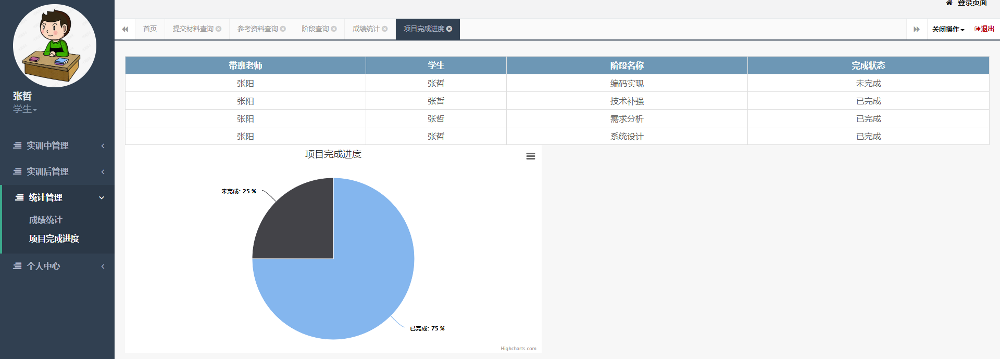 登录页面
首页 提交材料查询 参考资料查询 阶段查询 成绩统计 项目完成进度 关闭操作 退出
张哲
学生
实训中管理
实训后管理
统计管理
成绩统计
项目完成进度
个人中心
带班老师 学生 阶段名称 完成状态
张阳 张哲 编码实现 未完成
张阳 张哲 技术补强 已完成
张阳 张哲 需求分析 已完成
张阳 张哲 系统设计 已完成
项目完成进度
未完成: 25 %
已完成: 75 %
Highcharts.com